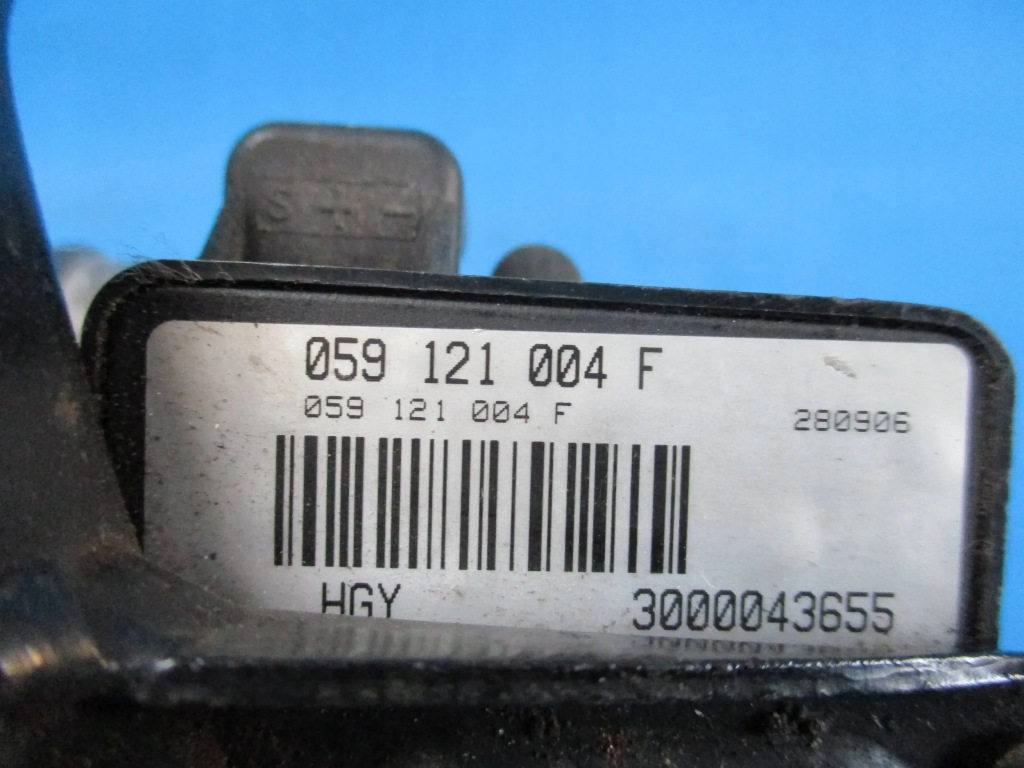 S + -
059 121 004 F
059 121 004 F 280906
HGY 3000043655